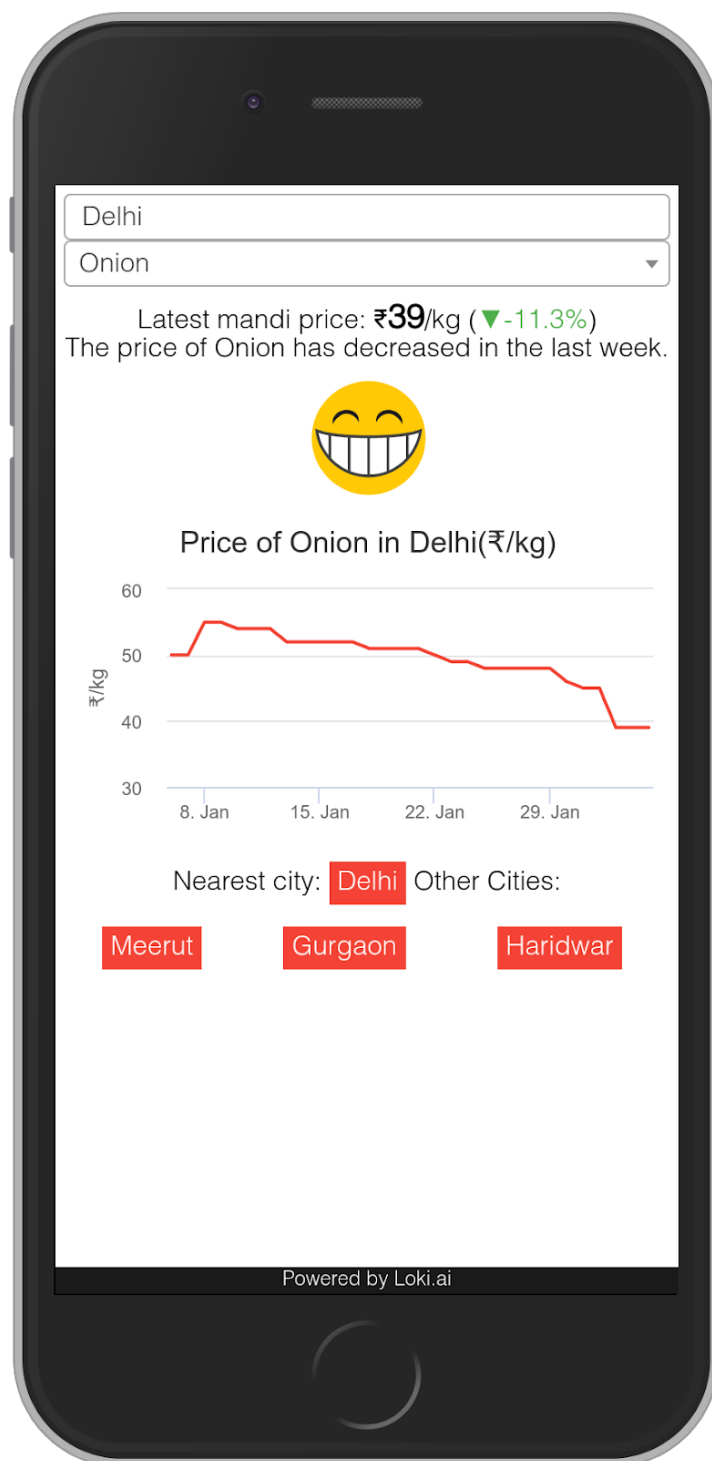 Delhi
Onion
Latest mandi price: ₹39/kg (▼-11.3%)
The price of Onion has decreased in the last week.
Price of Onion in Delhi(₹/kg)
60
50
40
30
₹/kg
8. Jan 15. Jan 22. Jan 29. Jan
Nearest city: Delhi Other Cities:
Meerut Gurgaon Haridwar
Powered by Loki.ai